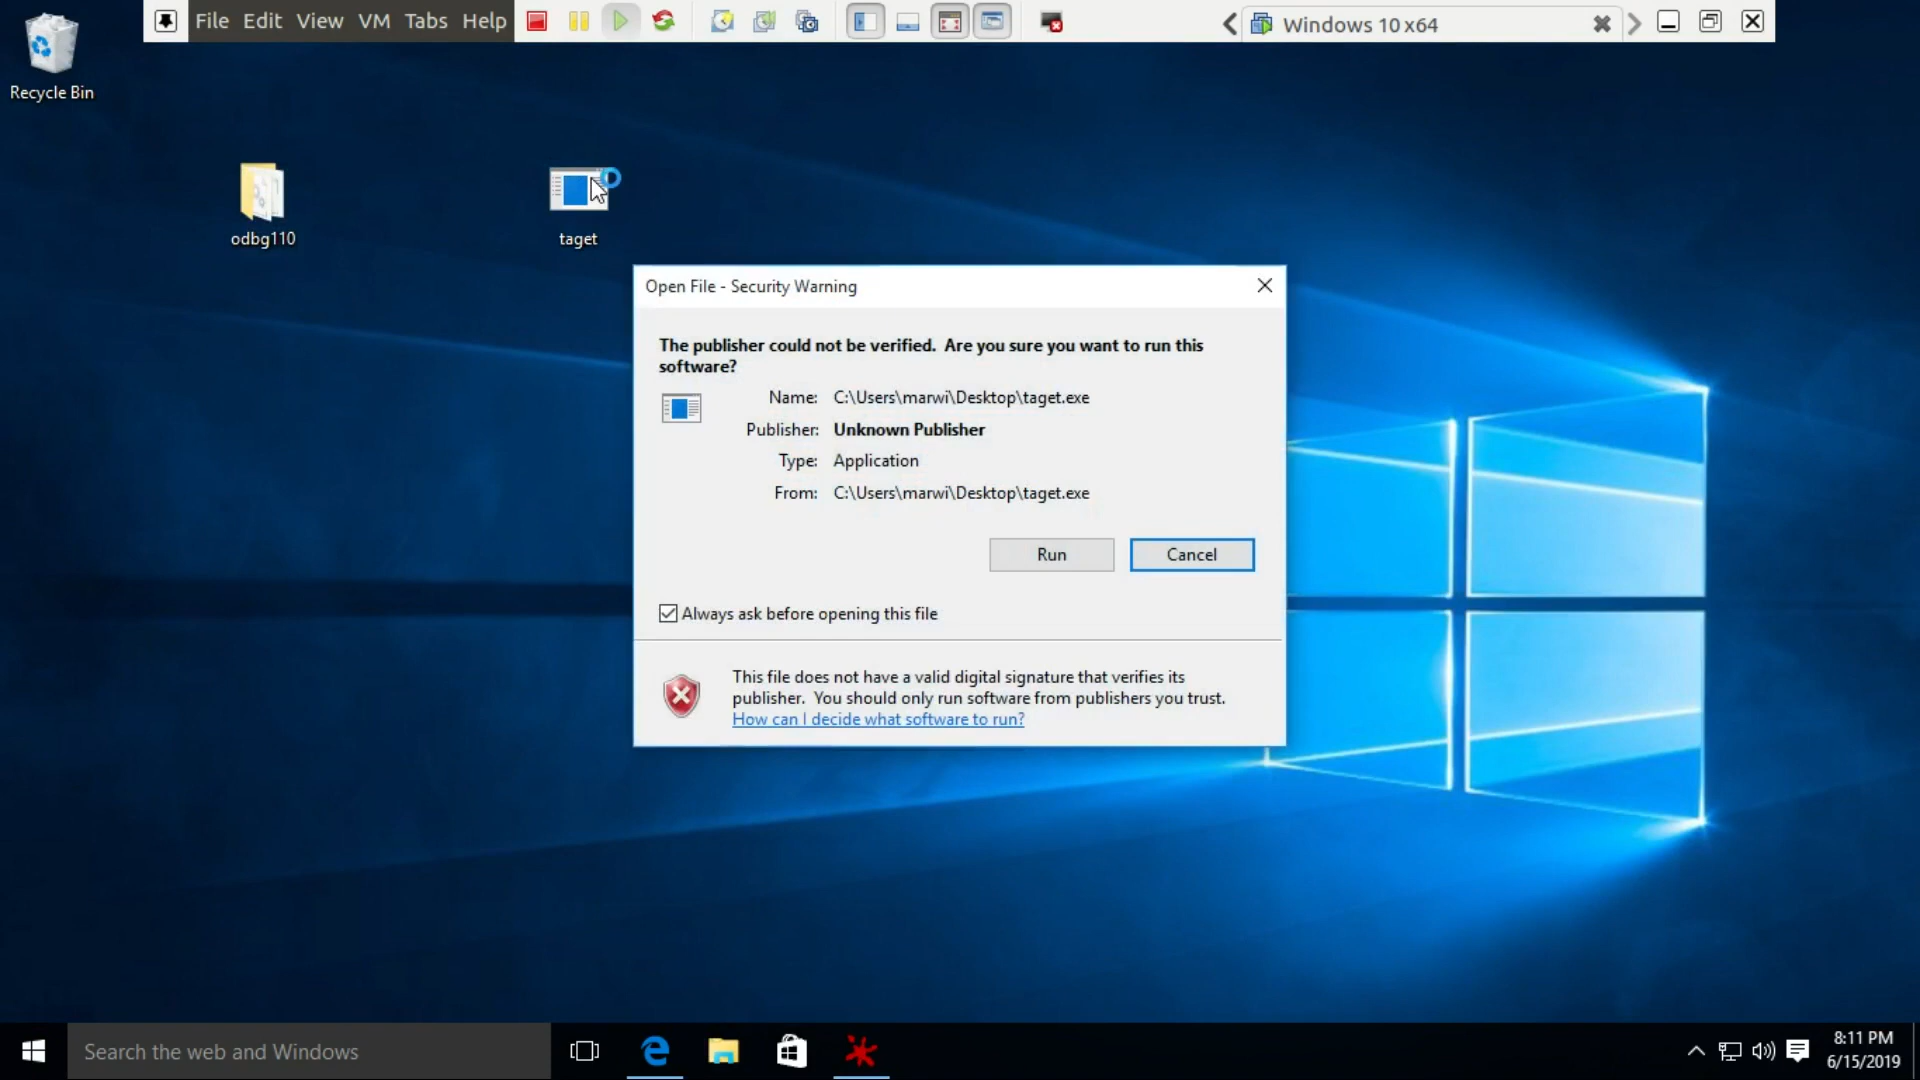 File Edit View VM Tabs Help
Windows 10 x64
Recycle Bin
odbg110
taget
Open File - Security Warning
The publisher could not be verified.  Are you sure you want to run this
software?
Name: C:\Users\marwi\Desktop\taget.exe
Publisher: Unknown Publisher
Type: Application
From: C:\Users\marwi\Desktop\taget.exe
Run Cancel
Always ask before opening this file
This file does not have a valid digital signature that verifies its
publisher.  You should only run software from publishers you trust.
How can I decide what software to run?
Search the web and Windows
8:11 PM
6/15/2019